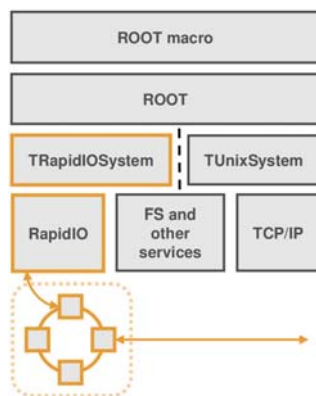 ROOT macro
ROOT
TRapidIOSystem
TUnixSystem
RapidIO
FS and
other
services
TCP/IP